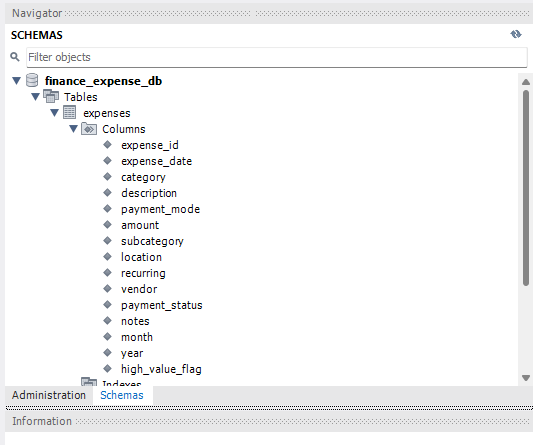 Navigator
SCHEMAS
Filter objects
finance_expense_db
Tables
expenses
Columns
expense_id
expense_date
category
description
payment_mode
amount
subcategory
location
recurring
vendor
payment_status
notes
month
year
high_value_flag
Indexes
Administration Schemas
Information